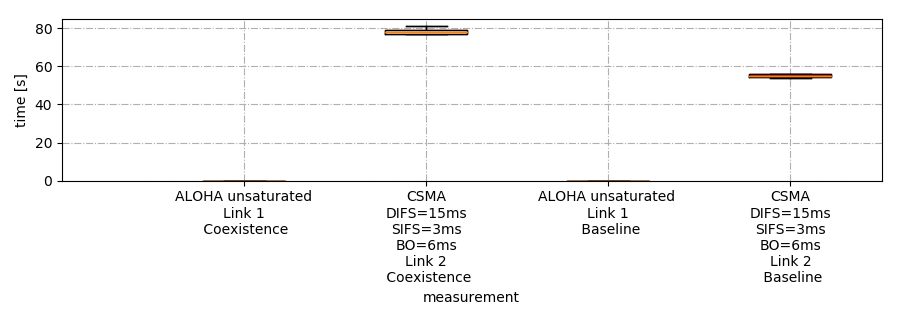 80
60
40
20
0
time [s]
ALOHA unsaturated
Link 1
Coexistence
CSMA
DIFS=15ms
SIFS=3ms
BO=6ms
Link 2
Coexistence
ALOHA unsaturated
Link 1
Baseline
CSMA
DIFS=15ms
SIFS=3ms
BO=6ms
Link 2
Baseline
measurement